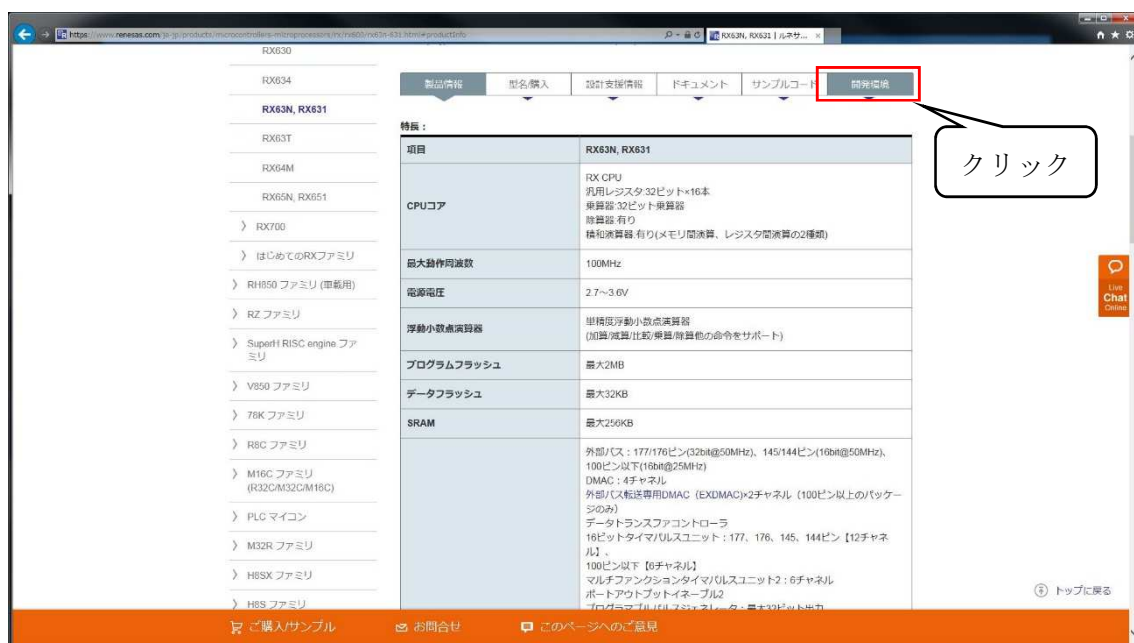 https://www.renesas.com/ja-jp/products/microcontrollers-microprocessors/rx/rx600/rx63n-631.html#productInfo
RX63N, RX631 | ルネサ...
RX630
RX634
RX63N, RX631
RX63T
RX64M
RX65N, RX651
RX700
はじめてのRXファミリ
RH850 ファミリ (車載用)
RZ ファミリ
SuperH RISC engine ファ
ミリ
V850 ファミリ
78K ファミリ
R8C ファミリ
M16C ファミリ
(R32C/M32C/M16C)
PLC マイコン
M32R ファミリ
H8SX ファミリ
H8S ファミリ
製品情報 型名/購入 設計支援情報 ドキュメント サンプルコード 開発環境
クリック
特長：
項目 RX63N, RX631
CPUコア
RX CPU
汎用レジスタ:32ビット×16本
乗算器:32ビット乗算器
除算器:有り
積和演算器:有り(メモリ間演算、レジスタ間演算の2種類)
最大動作周波数 100MHz
電源電圧 2.7～3.6V
浮動小数点演算器
単精度浮動小数点演算器
(加算/減算/比較/乗算/除算他の命令をサポート)
プログラムフラッシュ 最大2MB
データフラッシュ 最大32KB
SRAM 最大256KB
外部バス：177/176ピン(32bit@50MHz)、145/144ピン(16bit@50MHz)、
100ピン以下(16bit@25MHz)
DMAC：4チャネル
外部バス転送専用DMAC（EXDMAC)×2チャネル（100ピン以上のパッケー
ジのみ)
データトランスファコントローラ
16ビットタイマパルスユニット：177、176、145、144ピン【12チャネ
ル】、
100ピン以下【6チャネル】
マルチファンクションタイマパルスユニット2：6チャネル
ポートアウトプットイネーブル2
プログラマブルパルスジェネレータ：最大32ビット出力
Live
Chat
Online
トップに戻る
ご購入/サンプル お問合せ このページへのご意見